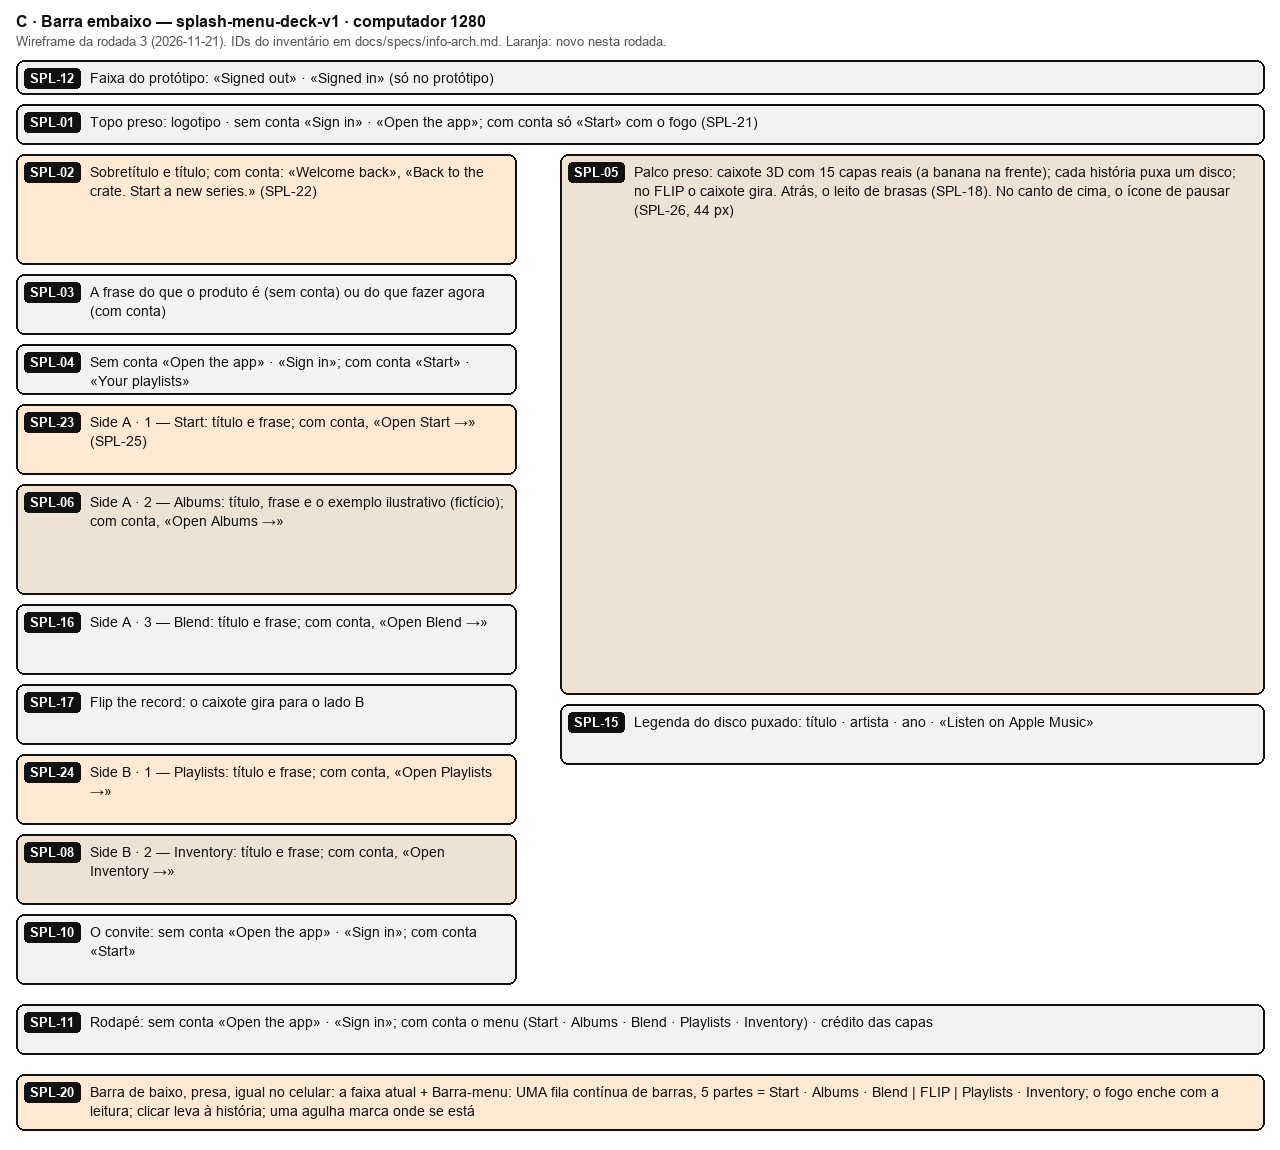 C · Barra embaixo — splash-menu-deck-v1 · computador 1280
Wireframe da rodada 3 (2026-11-21). IDs do inventário em docs/specs/info-arch.md. Laranja: novo nesta rodada.
SPL-12 Faixa do protótipo: «Signed out» · «Signed in» (só no protótipo)
SPL-01 Topo preso: logotipo · sem conta «Sign in» · «Open the app»; com conta só «Start» com o fogo (SPL-21)
SPL-02 Sobretítulo e título; com conta: «Welcome back», «Back to the
crate. Start a new series.» (SPL-22)
SPL-03 A frase do que o produto é (sem conta) ou do que fazer agora
(com conta)
SPL-04 Sem conta «Open the app» · «Sign in»; com conta «Start» ·
«Your playlists»
SPL-23 Side A · 1 — Start: título e frase; com conta, «Open Start →»
(SPL-25)
SPL-06 Side A · 2 — Albums: título, frase e o exemplo ilustrativo (fictício);
com conta, «Open Albums →»
SPL-16 Side A · 3 — Blend: título e frase; com conta, «Open Blend →»
SPL-17 Flip the record: o caixote gira para o lado B
SPL-24 Side B · 1 — Playlists: título e frase; com conta, «Open Playlists
→»
SPL-08 Side B · 2 — Inventory: título e frase; com conta, «Open
Inventory →»
SPL-10 O convite: sem conta «Open the app» · «Sign in»; com conta
«Start»
SPL-05 Palco preso: caixote 3D com 15 capas reais (a banana na frente); cada história puxa um disco;
no FLIP o caixote gira. Atrás, o leito de brasas (SPL-18). No canto de cima, o ícone de pausar
(SPL-26, 44 px)
SPL-15 Legenda do disco puxado: título · artista · ano · «Listen on Apple Music»
SPL-11 Rodapé: sem conta «Open the app» · «Sign in»; com conta o menu (Start · Albums · Blend · Playlists · Inventory) · crédito das capas
SPL-20 Barra de baixo, presa, igual no celular: a faixa atual + Barra-menu: UMA fila contínua de barras, 5 partes = Start · Albums · Blend | FLIP | Playlists · Inventory; o fogo enche com a
leitura; clicar leva à história; uma agulha marca onde se está